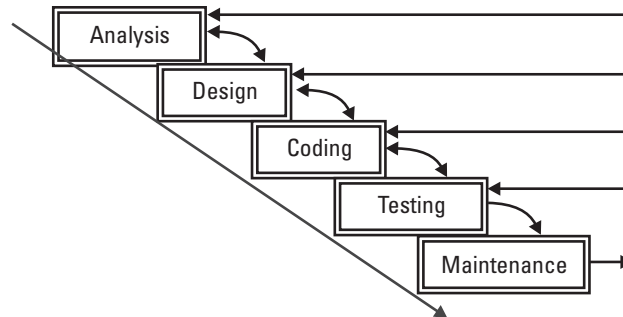 Analysis
Design
Coding
Testing
Maintenance